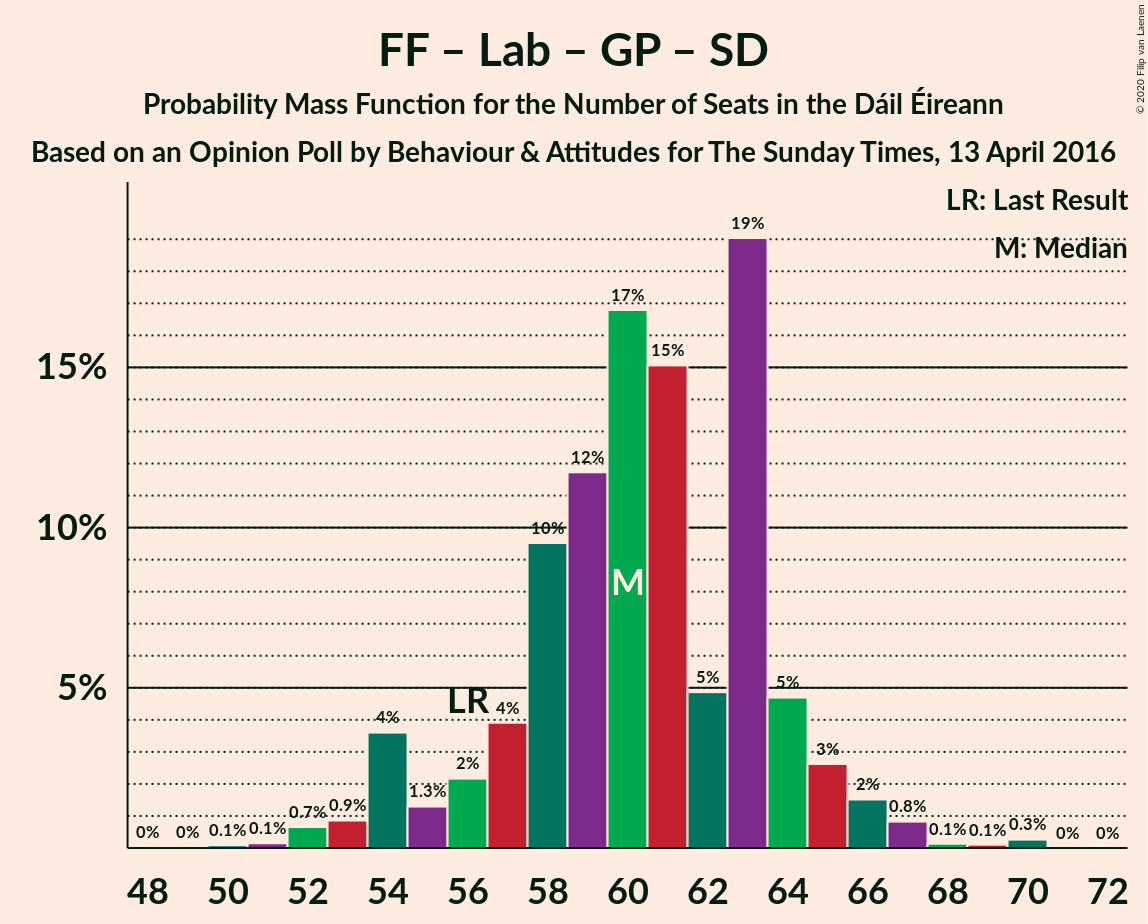 FF – Lab – GP – SD
Probability Mass Function for the Number of Seats in the Dáil Éireann
Based on an Opinion Poll by Behaviour & Attitudes for The Sunday Times, 13 April 2016
© 2020 Filip van Laenen
LR: Last Result
M: Median
19%
17%
15%
15%
12%
10%
10%
M
5%
5%
5%
LR
4%
4%
3%
2%
2%
1.3%
0.9%
0.8%
0.7%
0.3%
0% 0% 0.1% 0.1%
0.1% 0.1%
0% 0%
48 50 52 54 56 58 60 62 64 66 68 70 72